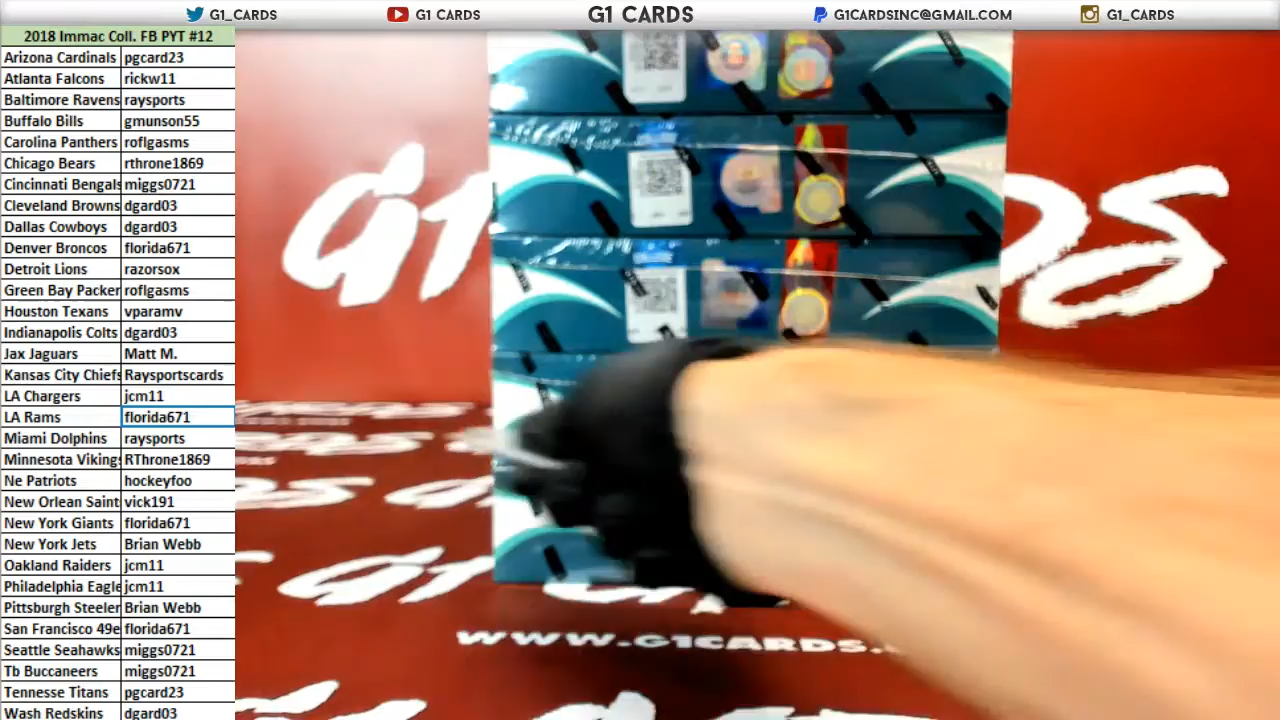 G1_CARDS
G1 CARDS
G1 CARDS
G1CARDSINC@GMAIL.COM
G1_CARDS
2018 Immac Coll. FB PYT #12
Arizona Cardinals pgcard23
Atlanta Falcons rickw11
Baltimore Ravens raysports
Buffalo Bills gmunson55
Carolina Panthers roflgasms
Chicago Bears rthrone1869
Cincinnati Bengals miggs0721
Cleveland Browns dgard03
Dallas Cowboys dgard03
Denver Broncos florida671
Detroit Lions razorsox
Green Bay Packer roflgasms
Houston Texans vparamv
Indianapolis Colts dgard03
Jax Jaguars Matt M.
Kansas City Chiefs Raysportscards
LA Chargers jcm11
LA Rams florida671
Miami Dolphins raysports
Minnesota Vikings RThrone1869
Ne Patriots hockeyfoo
New Orlean Saint vick191
New York Giants florida671
New York Jets Brian Webb
Oakland Raiders jcm11
Philadelphia Eagle jcm11
Pittsburgh Steeler Brian Webb
San Francisco 49e florida671
Seattle Seahawks miggs0721
Tb Buccaneers miggs0721
Tennesse Titans pgcard23
Wash Redskins dgard03
G1 DS
WWW.G1CARDS.